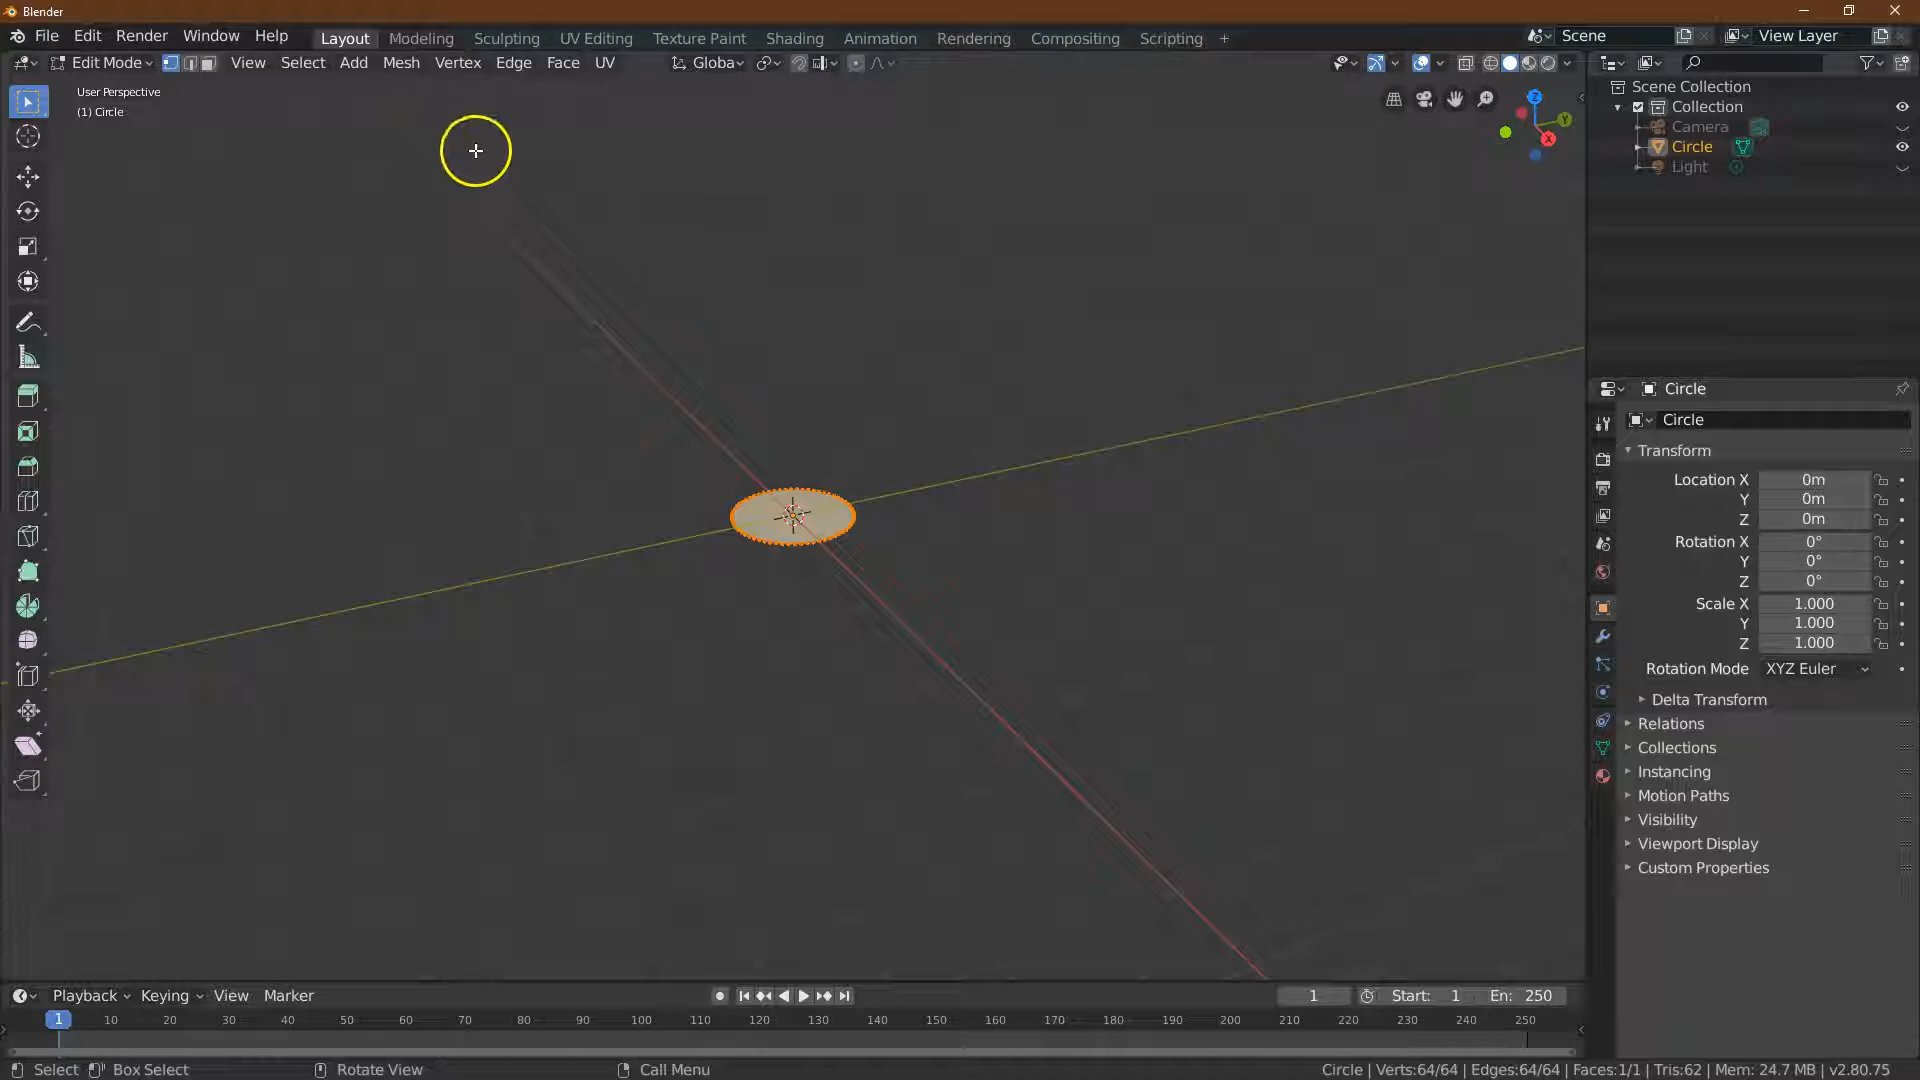 Blender
File Edit Render Window Help Layout Modeling Sculpting UV Editing Texture Paint Shading Animation Rendering Compositing Scripting + Scene View Layer
Edit Mode View Select Add Mesh Vertex Edge Face UV Globa
User Perspective
(1) Circle
Z
Y
X
Scene Collection
Collection
Camera
Circle
Light
Circle
Circle
Transform
Location X 0m
Y 0m
Z 0m
Rotation X 0°
Y 0°
Z 0°
Scale X 1.000
Y 1.000
Z 1.000
Rotation Mode XYZ Euler
Delta Transform
Relations
Collections
Instancing
Motion Paths
Visibility
Viewport Display
Custom Properties
Playback Keying View Marker 1 Start: 1 En: 250
1 10 20 30 40 50 60 70 80 90 100 110 120 130 140 150 160 170 180 190 200 210 220 230 240 250
Select Box Select Rotate View Call Menu Circle | Verts:64/64 | Edges:64/64 | Faces:1/1 | Tris:62 | Mem: 24.7 MB | v2.80.75